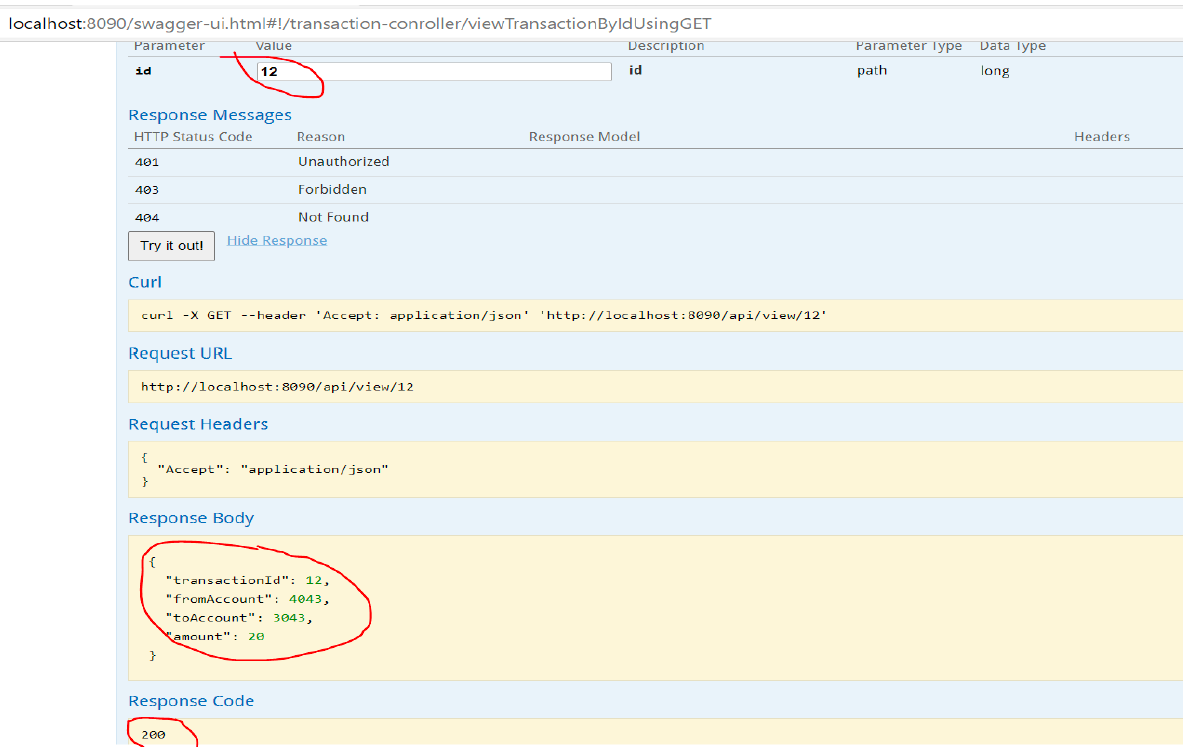 localhost:8090/swagger-ui.html#!/transaction-conroller/viewTransactionByIdUsingGET
Parameter Value Description Parameter Type Data Type
id 12 id path long
Response Messages
HTTP Status Code Reason Response Model Headers
401 Unauthorized
403 Forbidden
404 Not Found
Try it out! Hide Response
Curl
curl -X GET --header 'Accept: application/json' 'http://localhost:8090/api/view/12'
Request URL
http://localhost:8090/api/view/12
Request Headers
{
"Accept": "application/json"
}
Response Body
{
"transactionId": 12,
"fromAccount": 4043,
"toAccount": 3043,
"amount": 20
}
Response Code
200